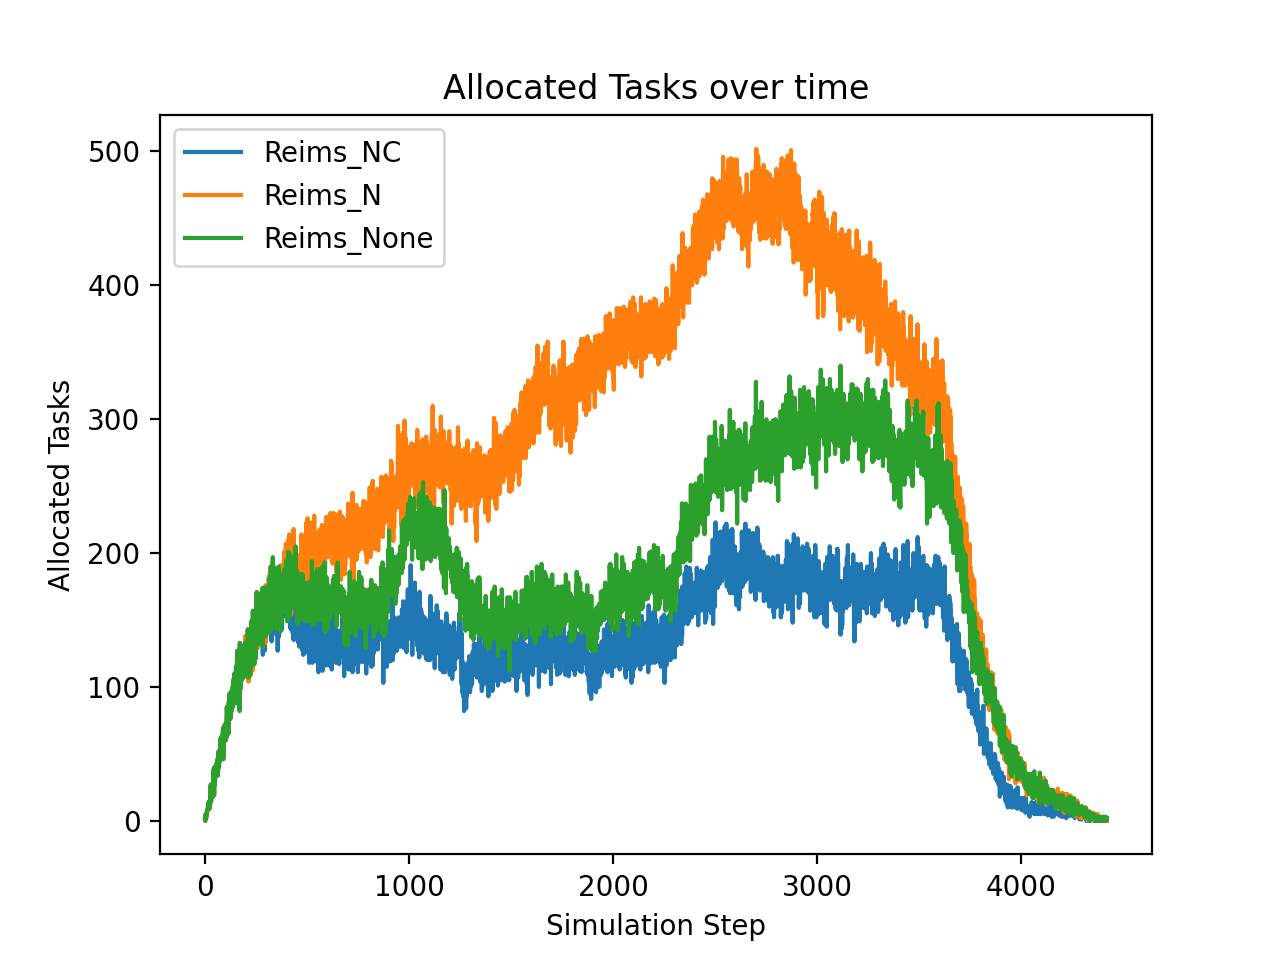 Allocated Tasks over time
Reims_NC
Reims_N
Reims_None
500
400
300
200
100
0
Allocated Tasks
0 1000 2000 3000 4000
Simulation Step